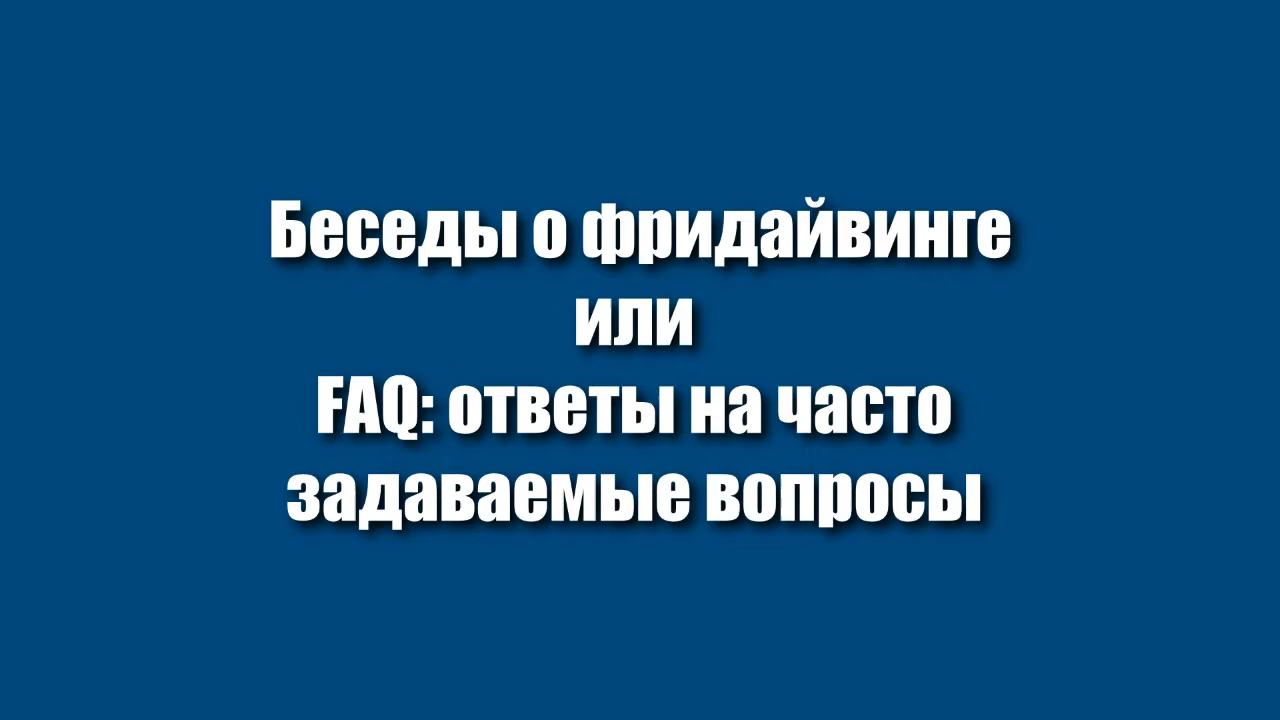 Беседы о фридайвинге
или
FAQ: ответы на часто
задаваемые вопросы